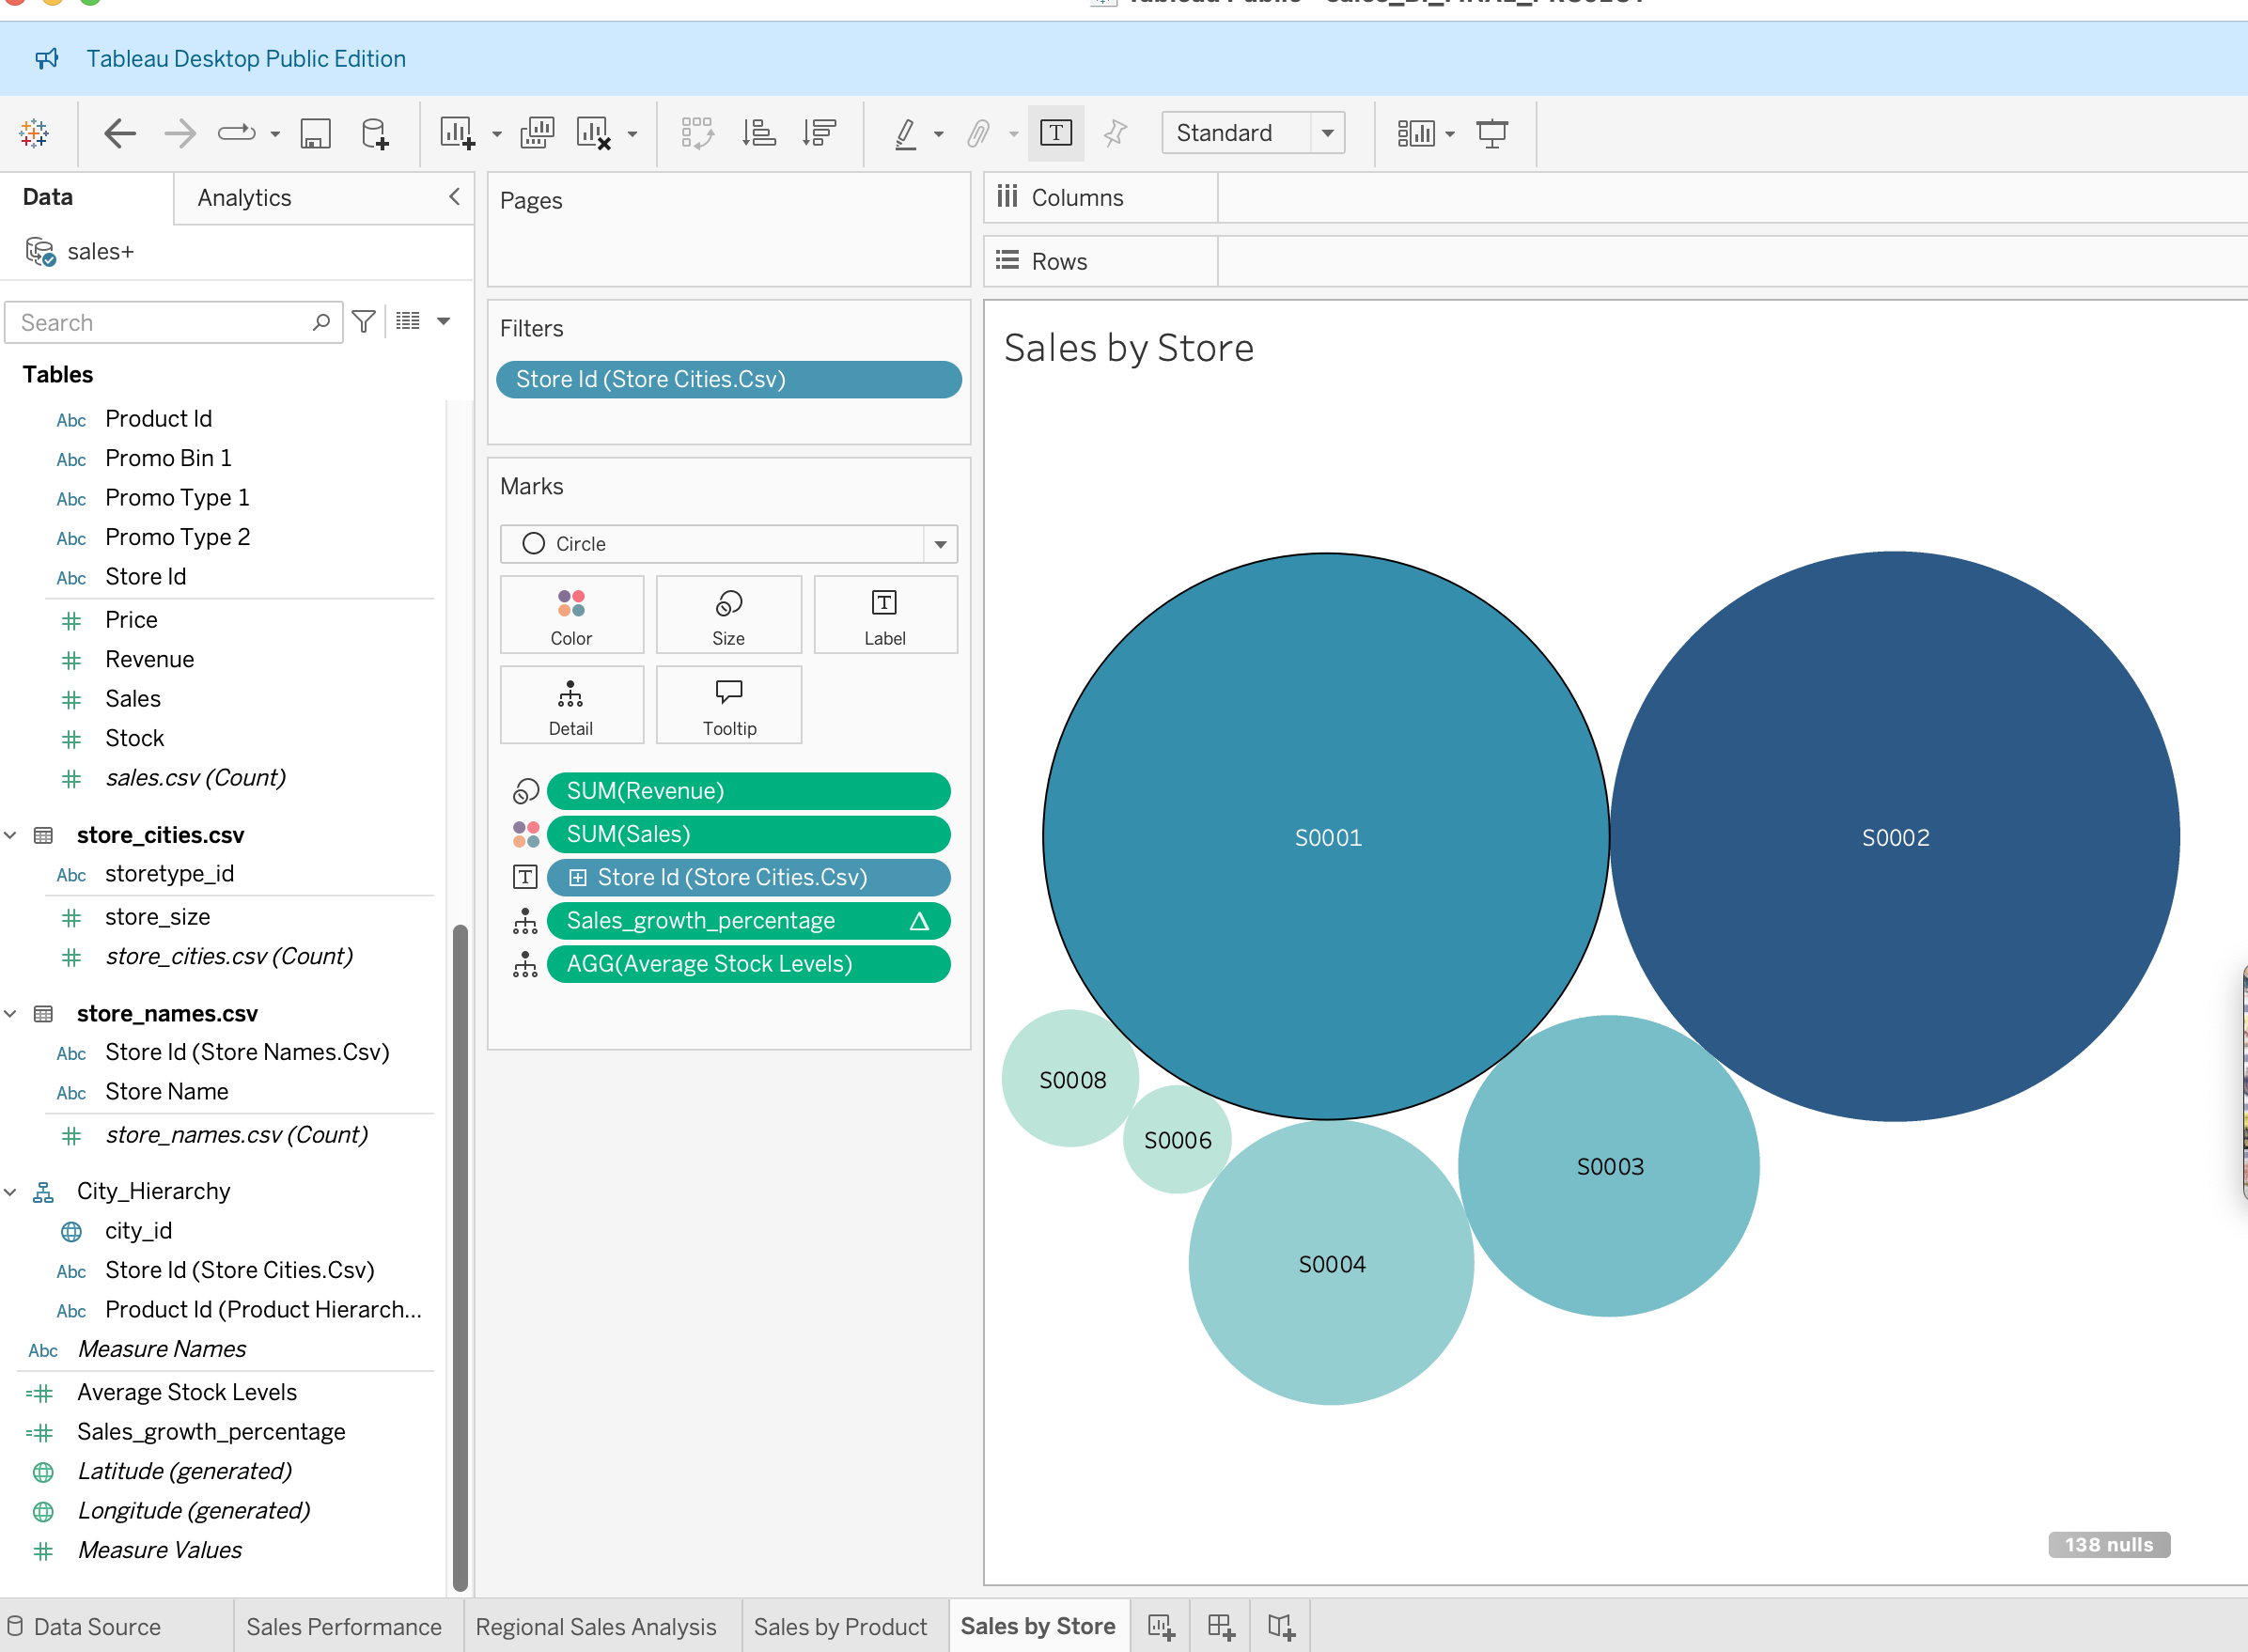 Tableau Public - sales_BI_FINAL_PROJECT
Tableau Desktop Public Edition
Standard
Data
Analytics
sales+
Search
Tables
Abc Product Id
Abc Promo Bin 1
Abc Promo Type 1
Abc Promo Type 2
Abc Store Id
Price
Revenue
Sales
Stock
sales.csv (Count)
store_cities.csv
Abc storetype_id
store_size
store_cities.csv (Count)
store_names.csv
Abc Store Id (Store Names.Csv)
Abc Store Name
store_names.csv (Count)
City_Hierarchy
city_id
Abc Store Id (Store Cities.Csv)
Abc Product Id (Product Hierarch...
Abc Measure Names
Average Stock Levels
Sales_growth_percentage
Latitude (generated)
Longitude (generated)
Measure Values
Pages
Filters
Store Id (Store Cities.Csv)
Marks
Circle
Color
Size
Label
Detail
Tooltip
SUM(Revenue)
SUM(Sales)
Store Id (Store Cities.Csv)
Sales_growth_percentage
AGG(Average Stock Levels)
Columns
Rows
Sales by Store
S0001
S0002
S0008
S0006
S0003
S0004
138 nulls
Data Source
Sales Performance
Regional Sales Analysis
Sales by Product
Sales by Store